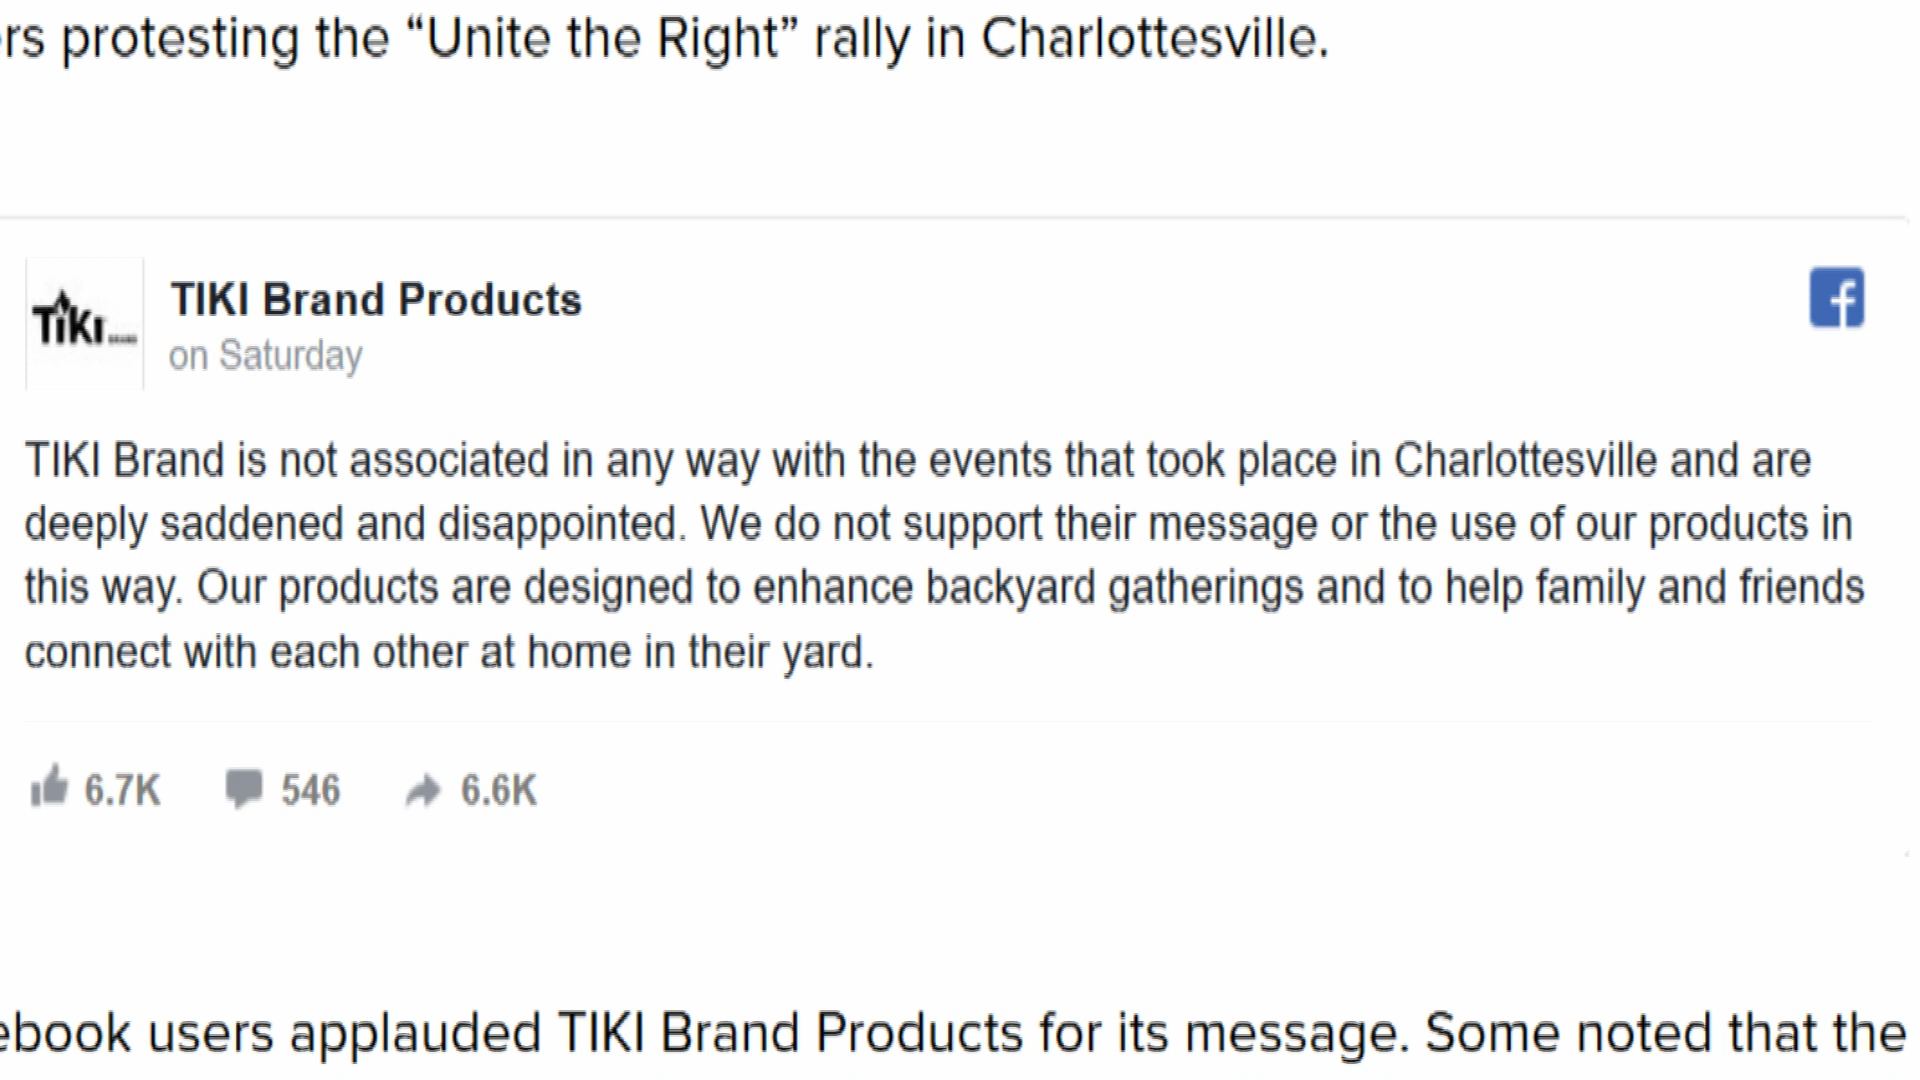 rs protesting the “Unite the Right” rally in Charlottesville.
TIKI
TIKI Brand Products
on Saturday
TIKI Brand is not associated in any way with the events that took place in Charlottesville and are
deeply saddened and disappointed. We do not support their message or the use of our products in
this way. Our products are designed to enhance backyard gatherings and to help family and friends
connect with each other at home in their yard.
6.7K 546 6.6K
ebook users applauded TIKI Brand Products for its message. Some noted that the